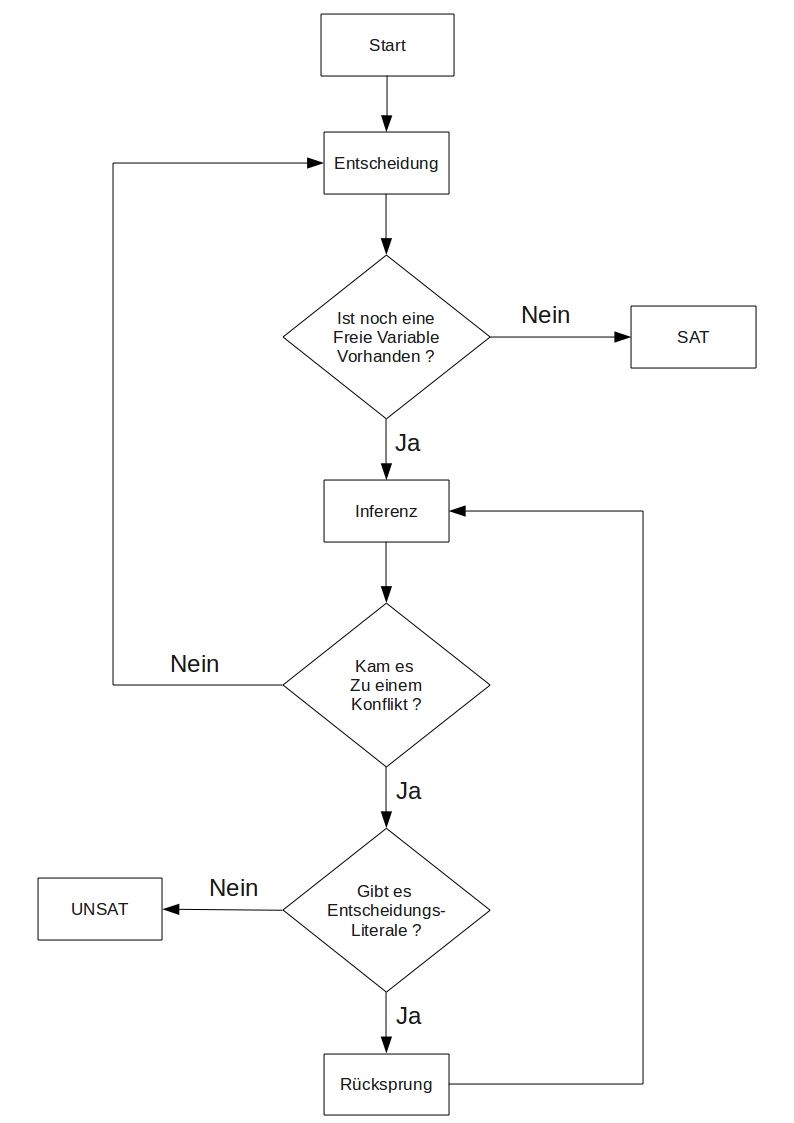 Start
Entscheidung
Ist noch eine
Freie Variable
Vorhanden ?
Nein
SAT
Ja
Inferenz
Nein
Kam es
Zu einem
Konflikt ?
Ja
UNSAT
Nein
Gibt es
Entscheidungs-
Literale ?
Ja
Rücksprung